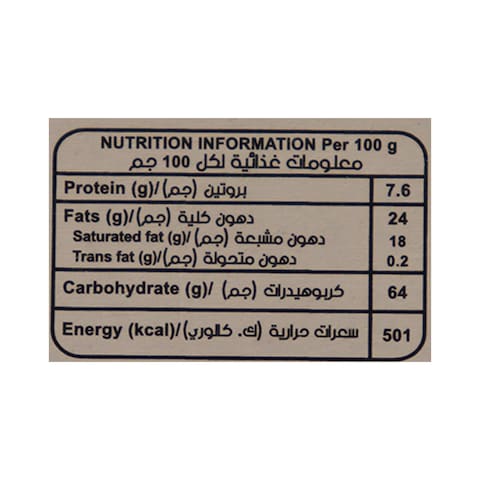 NUTRITION INFORMATION Per 100 g
معلومات غذائية لكل 100 جم
Protein (g)/(جم) بروتين 7.6
Fats (g)/(جم) دهون كلية 24
Saturated fat (g)/(جم) دهون مشبعة 18
Trans fat (g)/(جم) دهون متحولة 0.2
Carbohydrate (g)/ (جم) كربوهيدرات 64
Energy (kcal)/(ك. كالوري) سعرات حرارية 501